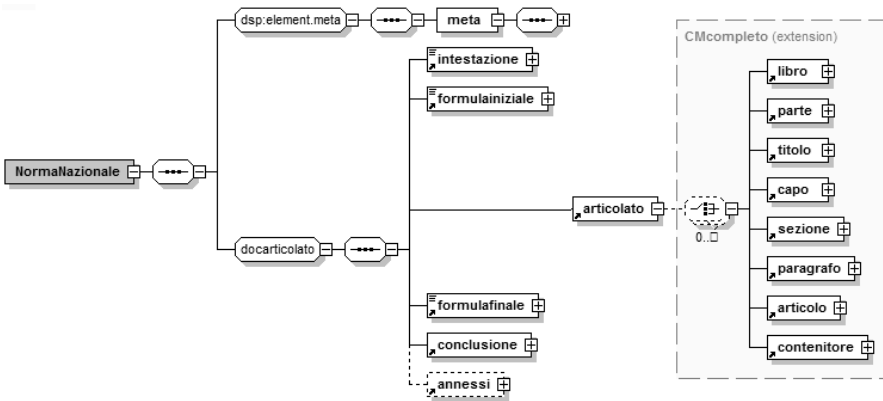 dsp:element.meta
meta
CMcompleto (extension)
intestazione
libro
formulainiziale
parte
titolo
NormaNazionale
capo
articolato
sezione
0..□
docarticolato
paragrafo
formulafinale
articolo
conclusione
contenitore
annessi